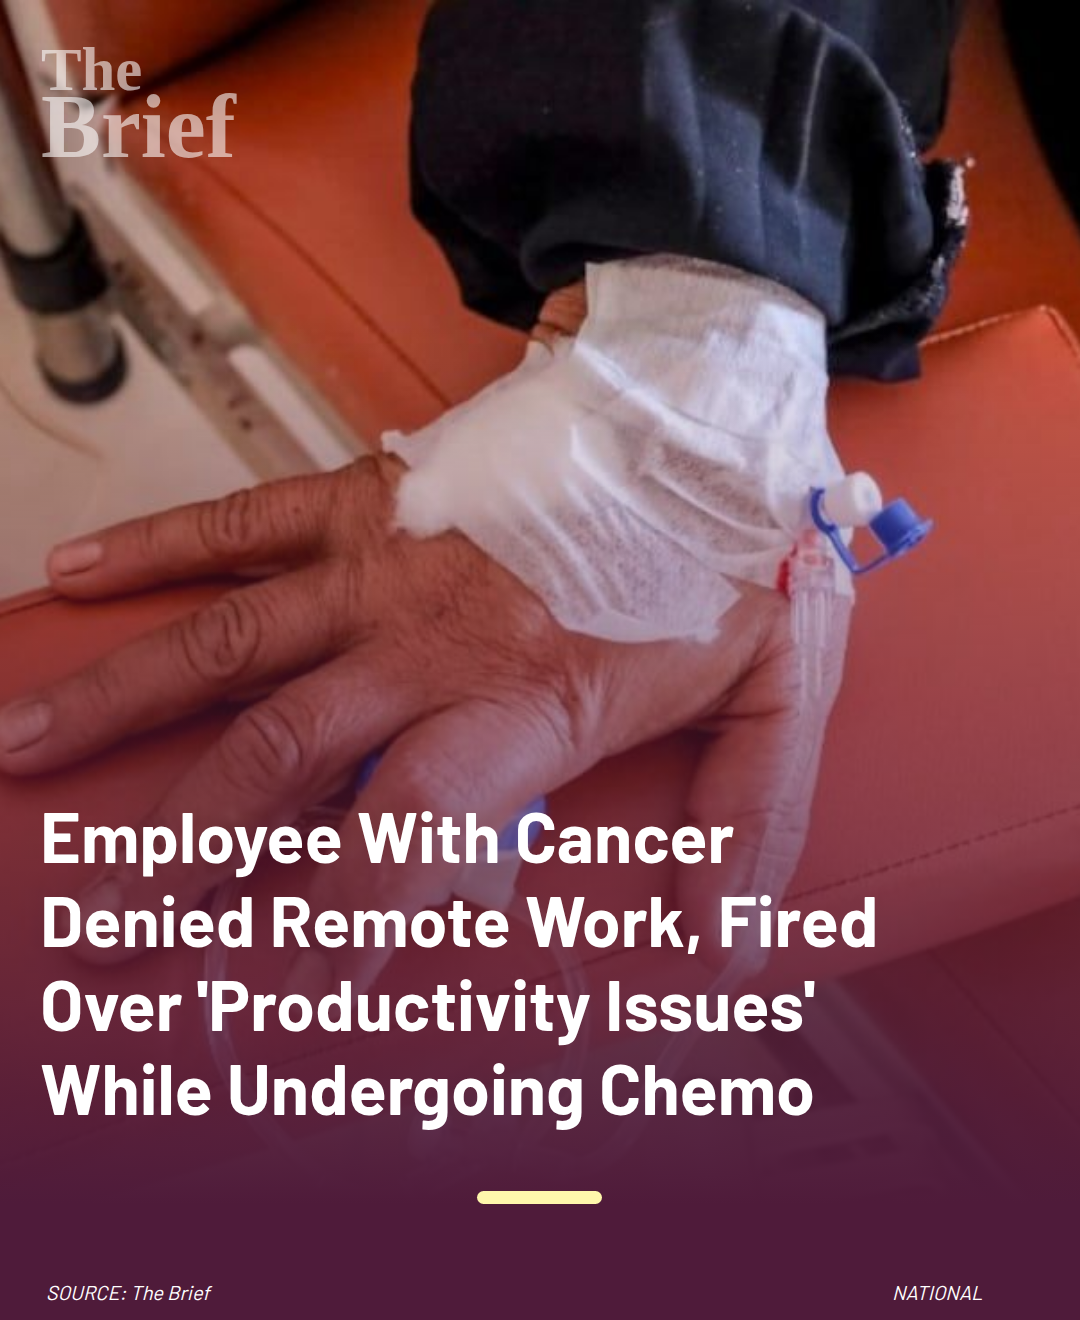 The
Brief
Employee With Cancer
Denied Remote Work, Fired
Over 'Productivity Issues'
While Undergoing Chemo
SOURCE: The Brief
NATIONAL